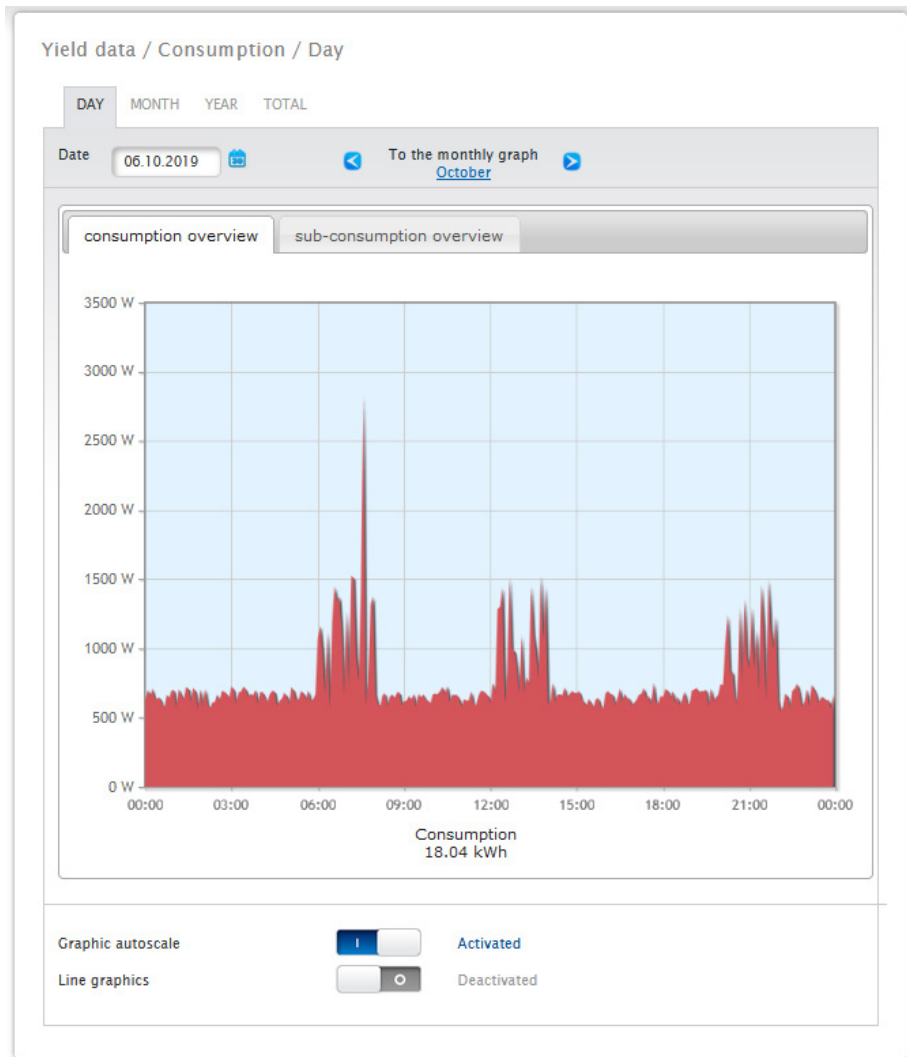 Yield data / Consumption / Day
DAY MONTH YEAR TOTAL
Date 06.10.2019 To the monthly graph
October
consumption overview sub-consumption overview
3500 W
3000 W
2500 W
2000 W
1500 W
1000 W
500 W
0 W
00:00 03:00 06:00 09:00 12:00 15:00 18:00 21:00 00:00
Consumption
18.04 kWh
Graphic autoscale I Activated
Line graphics O Deactivated